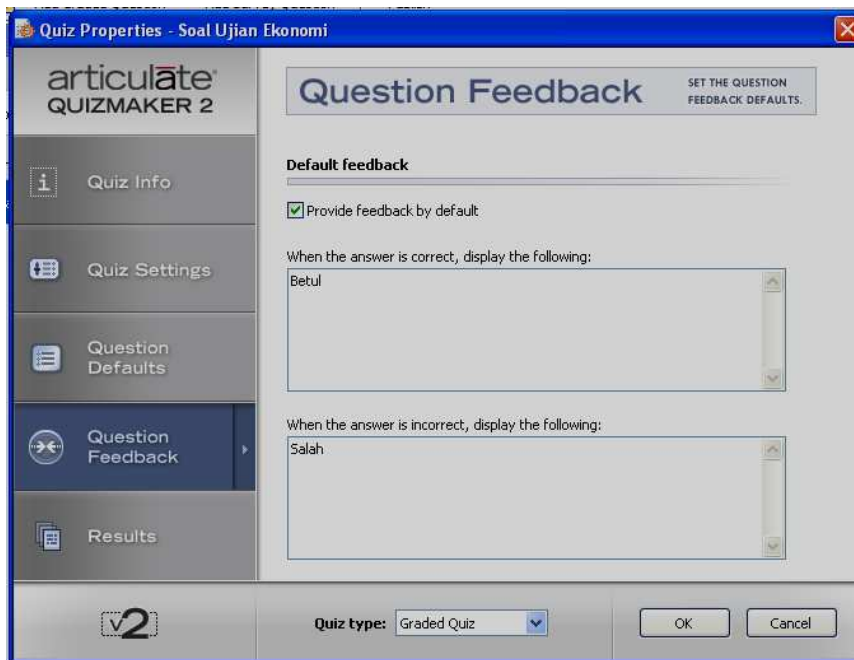 Quiz Properties - Soal Ujian Ekonomi
articulate
QUIZMAKER 2
Question Feedback
SET THE QUESTION
FEEDBACK DEFAULTS.
Quiz Info
Quiz Settings
Question
Defaults
Question
Feedback
Results
Default feedback
Provide feedback by default
When the answer is correct, display the following:
Betul
When the answer is incorrect, display the following:
Salah
v2
Quiz type: Graded Quiz
OK
Cancel